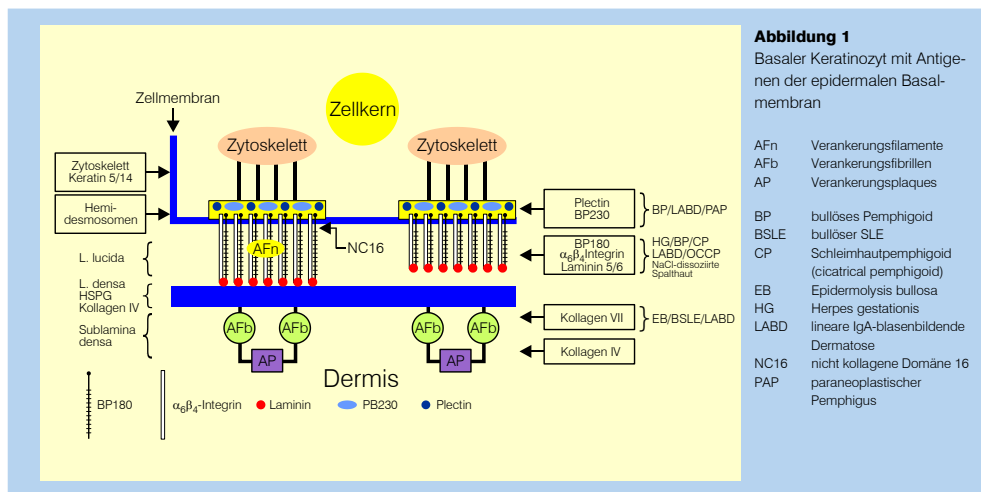 Zellmembran
Zellkern
Zytoskelett
Zytoskelett
Zytoskelett
Keratin 5/14
Hemi-
desmosomen
AFn
NC16
Plectin
BP230
BP/LABD/PAP
BP180
α6β4Integrin
Laminin 5/6
HG/BP/CP
LABD/OCCP
NaCl-dissoziirte
Spalthaut
L. lucida
L. densa
HSPG
Kollagen IV
Sublamina
densa
AFb
AFb
AP
AFb
AFb
AP
Kollagen VII
EB/BSLE/LABD
Kollagen IV
Dermis
BP180
α6β4-Integrin
Laminin
PB230
Plectin
Abbildung 1
Basaler Keratinozyt mit Antige-
nen der epidermalen Basal-
membran
AFn Verankerungsfilamente
AFb Verankerungsfibrillen
AP Verankerungsplaques
BP bullöses Pemphigoid
BSLE bullöser SLE
CP Schleimhautpemphigoid
(cicatrical pemphigoid)
EB Epidermolysis bullosa
HG Herpes gestationis
LABD lineare IgA-blasenbildende
Dermatose
NC16 nicht kollagene Domäne 16
PAP paraneoplastischer
Pemphigus